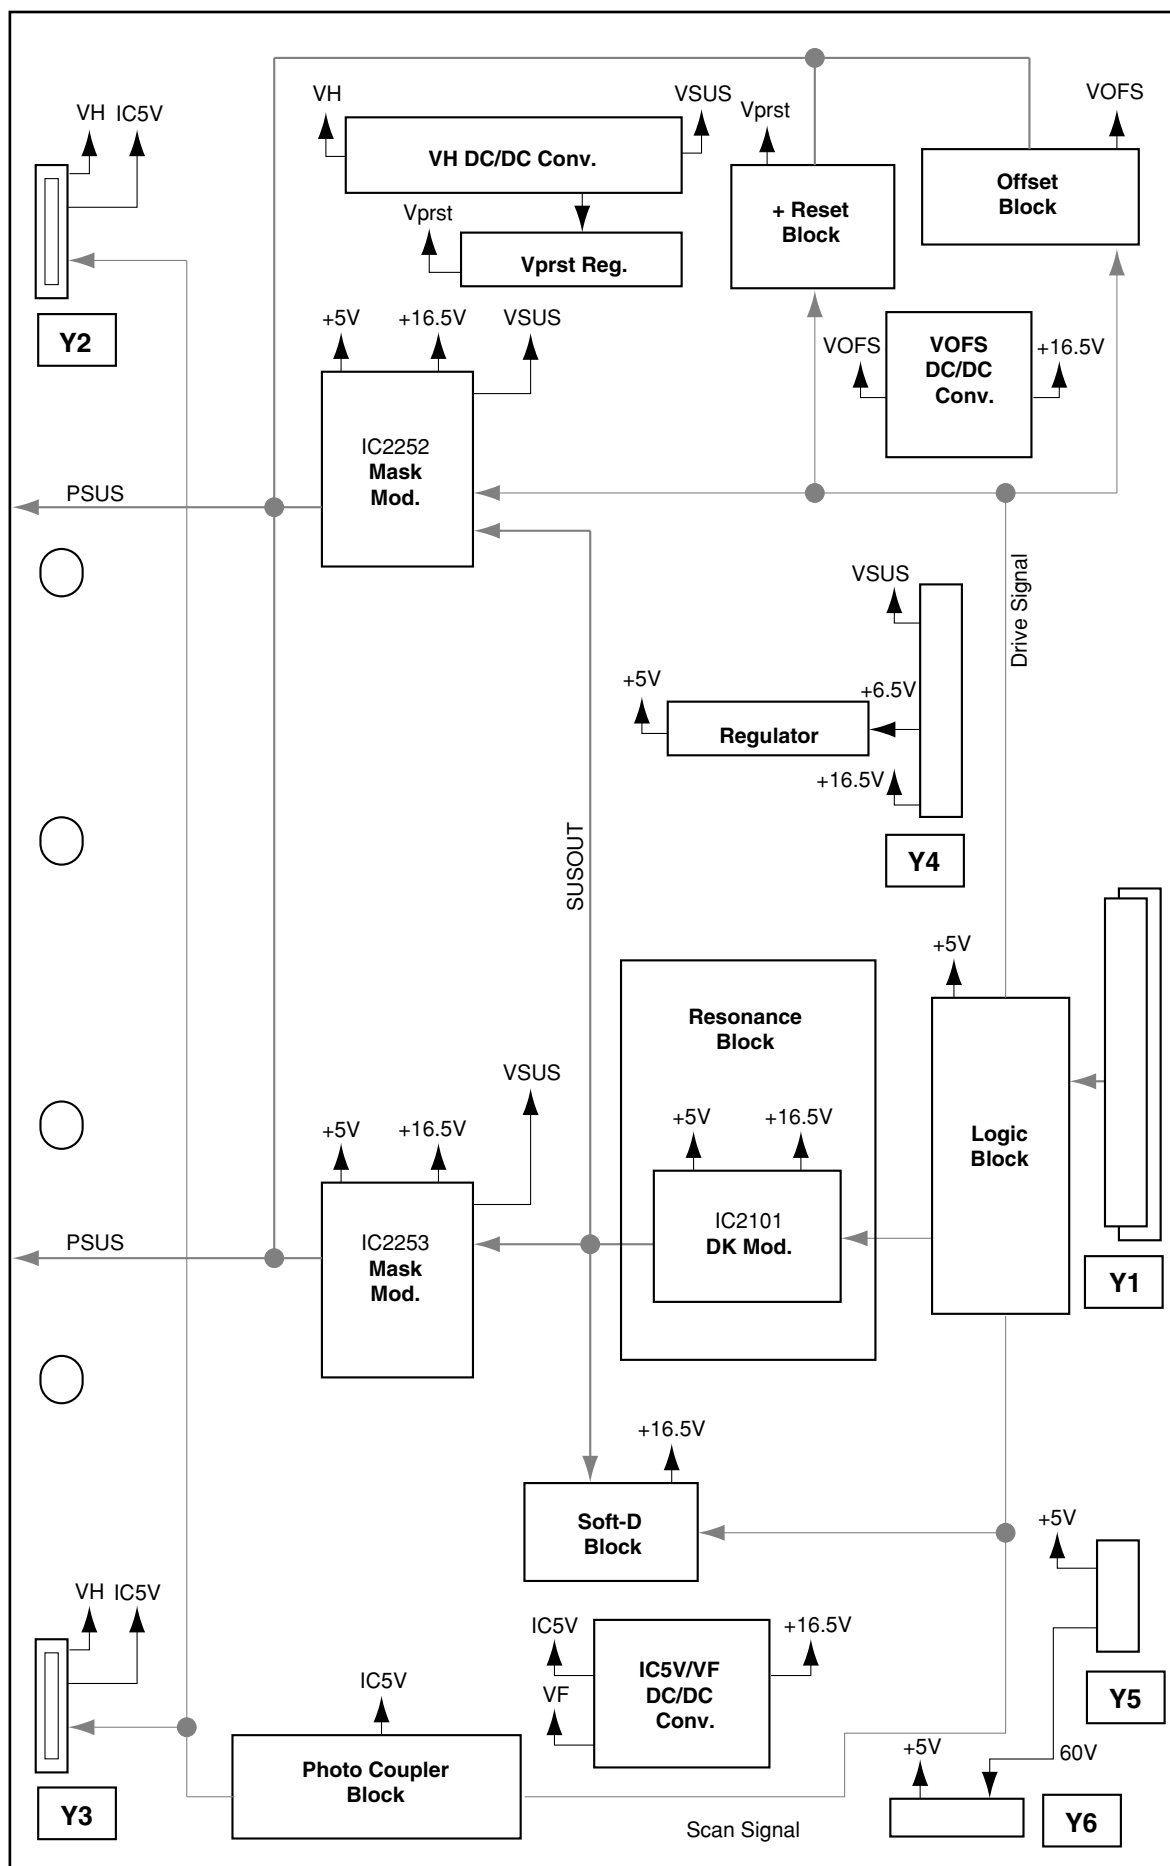 VH
IC5V
VH
VSUS
VH DC/DC Conv.
Vprst
Vprst Reg.
Vprst
+ Reset
Block
VOFS
Offset
Block
Y2
+5V
+16.5V
VSUS
IC2252
Mask
Mod.
VOFS
VOFS
DC/DC
Conv.
+16.5V
PSUS
Drive Signal
VSUS
+5V
+6.5V
Regulator
+16.5V
Y4
SUSOUT
+5V
Resonance
Block
Logic
Block
VSUS
+5V
+16.5V
IC2253
Mask
Mod.
+5V
+16.5V
IC2101
DK Mod.
PSUS
Y1
+16.5V
Soft-D
Block
+5V
VH
IC5V
IC5V
VF
IC5V/VF
DC/DC
Conv.
+16.5V
Y5
IC5V
Photo Coupler
Block
Y3
+5V
60V
Y6
Scan Signal